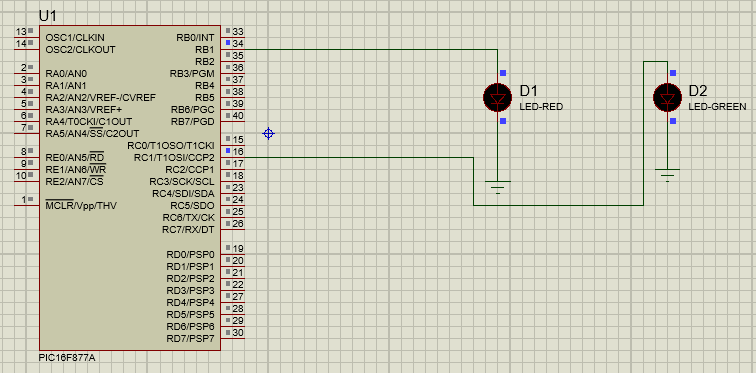 U1
13 OSC1/CLKIN RB0/INT 33
14 OSC2/CLKOUT RB1 34
RB2 35
2 RA0/AN0 RB3/PGM 36
3 RA1/AN1 RB4 37
4 RA2/AN2/VREF-/CVREF RB5 38
5 RA3/AN3/VREF+ RB6/PGC 39
6 RA4/T0CKI/C1OUT RB7/PGD 40
7 RA5/AN4/SS/C2OUT
RC0/T1OSO/T1CKI 15
8 RE0/AN5/RD RC1/T1OSI/CCP2 16
9 RE1/AN6/WR RC2/CCP1 17
10 RE2/AN7/CS RC3/SCK/SCL 18
RC4/SDI/SDA 23
1 MCLR/Vpp/THV RC5/SDO 24
RC6/TX/CK 25
RC7/RX/DT 26
RD0/PSP0 19
RD1/PSP1 20
RD2/PSP2 21
RD3/PSP3 22
RD4/PSP4 27
RD5/PSP5 28
RD6/PSP6 29
RD7/PSP7 30
PIC16F877A
D1
LED-RED
D2
LED-GREEN